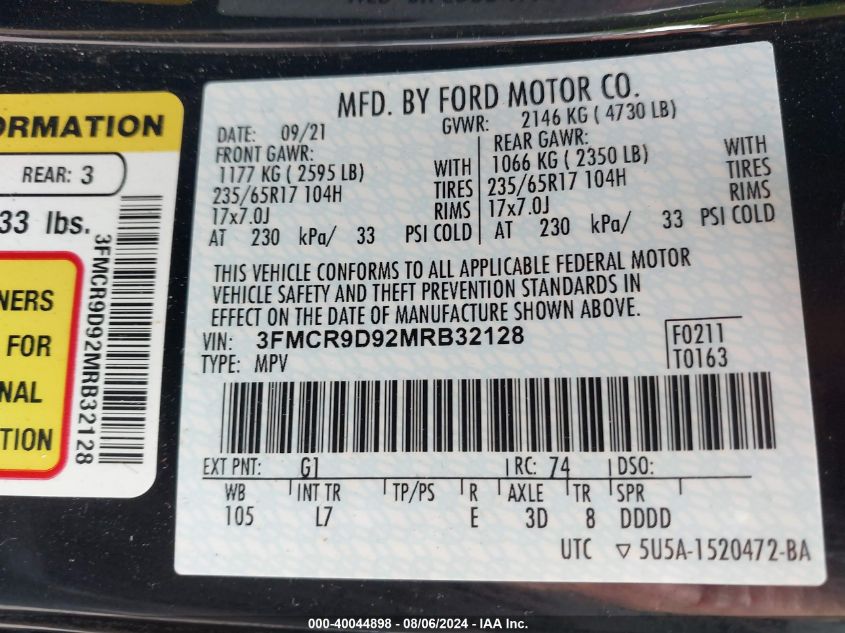 MFD. BY FORD MOTOR CO.
DATE: 09/21 GVWR: 2146 KG ( 4730 LB)
FRONT GAWR: REAR GAWR:
1177 KG ( 2595 LB) WITH 1066 KG ( 2350 LB) WITH
235/65R17 104H TIRES 235/65R17 104H TIRES
17x7.0J RIMS 17x7.0J RIMS
AT 230 kPa/ 33 PSI COLD AT 230 kPa/ 33 PSI COLD
THIS VEHICLE CONFORMS TO ALL APPLICABLE FEDERAL MOTOR
VEHICLE SAFETY AND THEFT PREVENTION STANDARDS IN
EFFECT ON THE DATE OF MANUFACTURE SHOWN ABOVE.
VIN: 3FMCR9D92MRB32128 F0211
TYPE: MPV T0163
EXT PNT: G1 RC: 74 DSO:
WB INT TR TP/PS R AXLE TR SPR
105 L7 E 3D 8 DDDD
UTC ▽ 5U5A-1520472-BA
ORMATION
REAR: 3
33 lbs.
3FMCR9D92MRB32128
NERS
FOR
NAL
TION
000-40044898 - 08/06/2024 - IAA Inc.